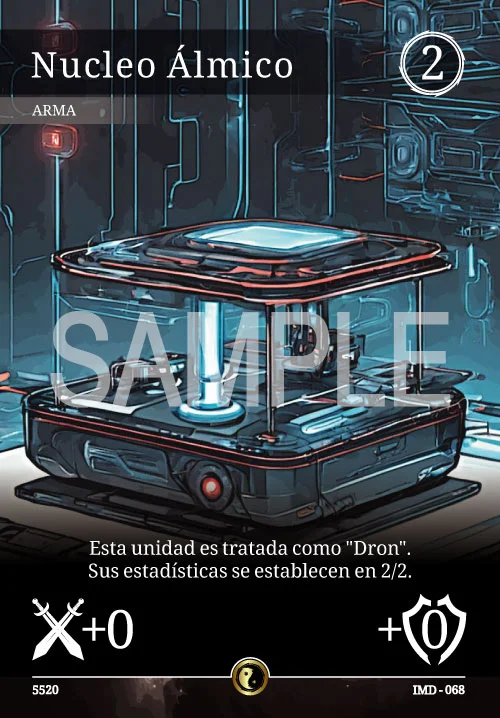 Nucleo Álmico
2
ARMA
SAMPLE
Esta unidad es tratada como "Dron".
Sus estadísticas se establecen en 2/2.
+0
+0
5520
IMD - 068